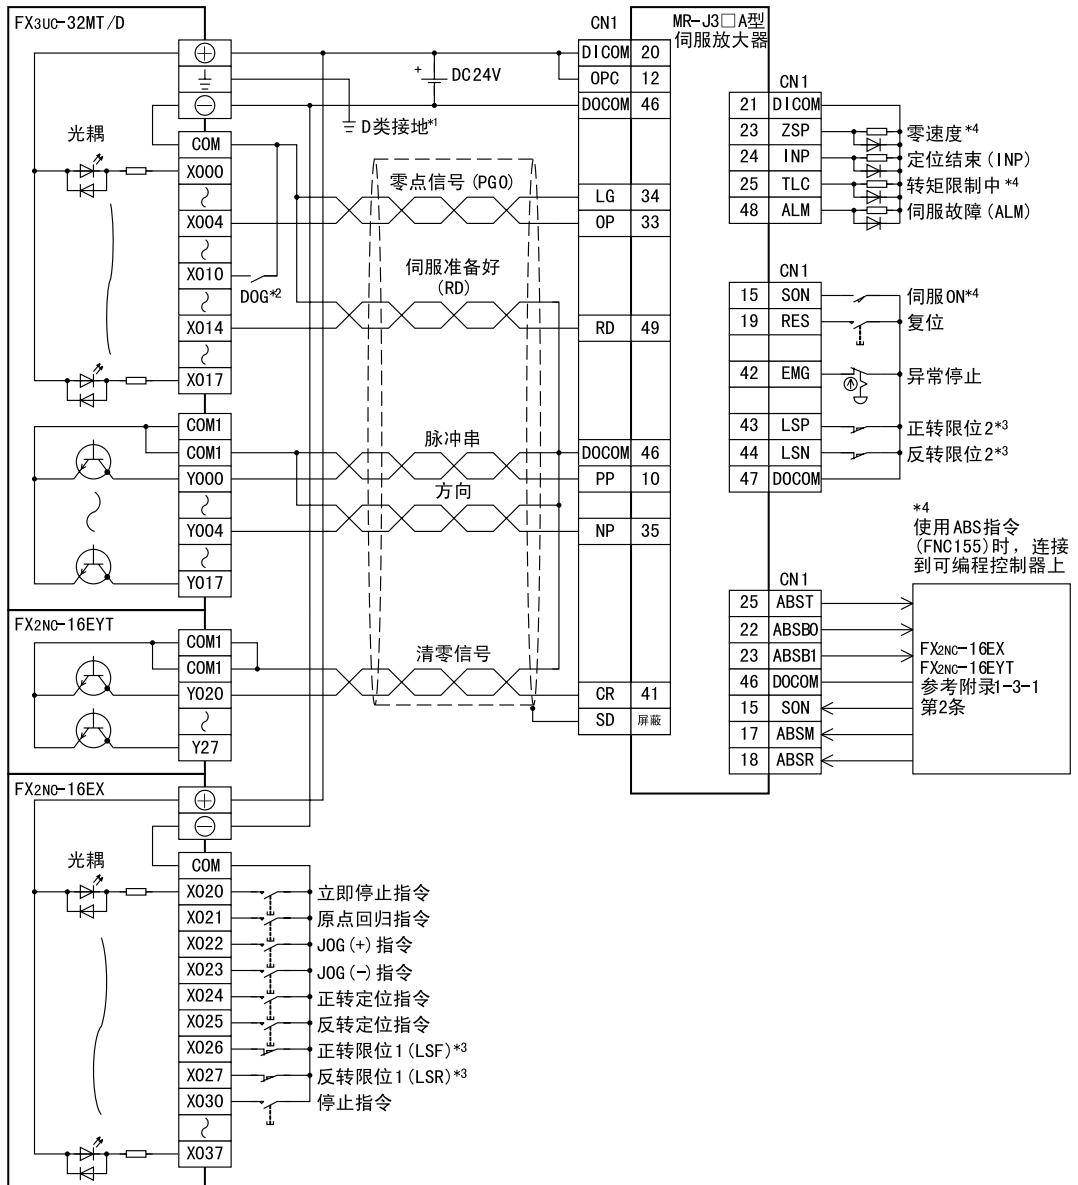 FX3UC-32MT/D
光耦
COM
X000
X004
X010
X014
X017
DOG*2
D类接地*1
+
DC24V
零点信号(PG0)
伺服准备好
(RD)
COM1
COM1
Y000
Y004
Y017
脉冲串
方向
FX2NC-16EYT
COM1
COM1
Y020
Y27
清零信号
FX2NC-16EX
光耦
COM
X020 立即停止指令
X021 原点回归指令
X022 JOG(+)指令
X023 JOG(-)指令
X024 正转定位指令
X025 反转定位指令
X026 正转限位1(LSF)*3
X027 反转限位1(LSR)*3
X030 停止指令
X037
CN1
MR-J3□A型
伺服放大器
DICOM 20
OPC 12
DOCOM 46
LG 34
OP 33
RD 49
DOCOM 46
PP 10
NP 35
CR 41
SD 屏蔽
CN1
21 DICOM
23 ZSP 零速度*4
24 INP 定位结束(INP)
25 TLC 转矩限制中*4
48 ALM 伺服故障(ALM)
CN1
15 SON 伺服ON*4
19 RES 复位
42 EMG 异常停止
43 LSP 正转限位2*3
44 LSN 反转限位2*3
47 DOCOM
*4
使用ABS指令
(FNC155)时，连接
到可编程控制器上
CN1
25 ABST
22 ABSB0
23 ABSB1
46 DOCOM
15 SON
17 ABSM
18 ABSR
FX2NC-16EX
FX2NC-16EYT
参考附录1-3-1
第2条